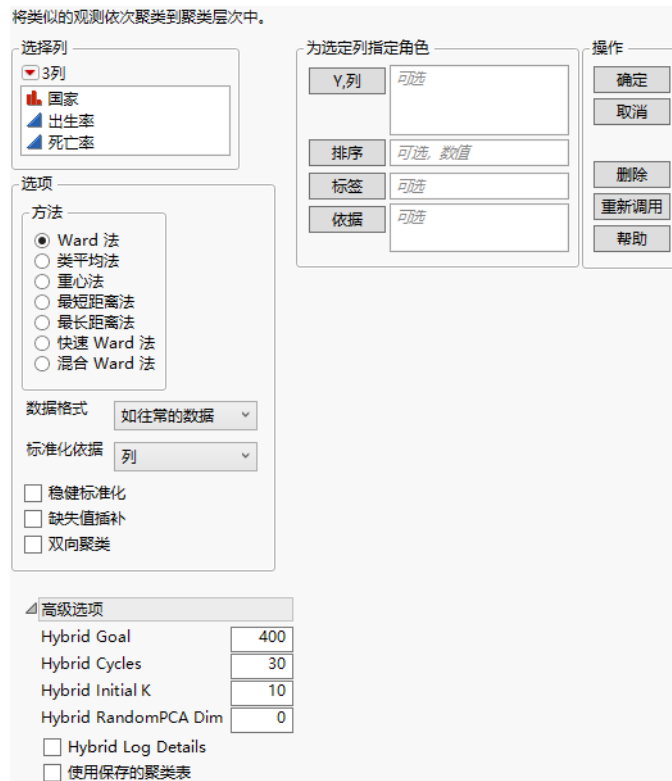 将类似的观测依次聚类到聚类层次中。
选择列
3列
国家
出生率
死亡率
为选定列指定角色
Y,列
可选
排序
可选, 数值
标签
可选
依据
可选
操作
确定
取消
删除
重新调用
帮助
选项
方法
Ward 法
类平均法
重心法
最短距离法
最长距离法
快速 Ward 法
混合 Ward 法
数据格式
如往常的数据
标准化依据
列
稳健标准化
缺失值插补
双向聚类
高级选项
Hybrid Goal 400
Hybrid Cycles 30
Hybrid Initial K 10
Hybrid RandomPCA Dim 0
Hybrid Log Details
使用保存的聚类表